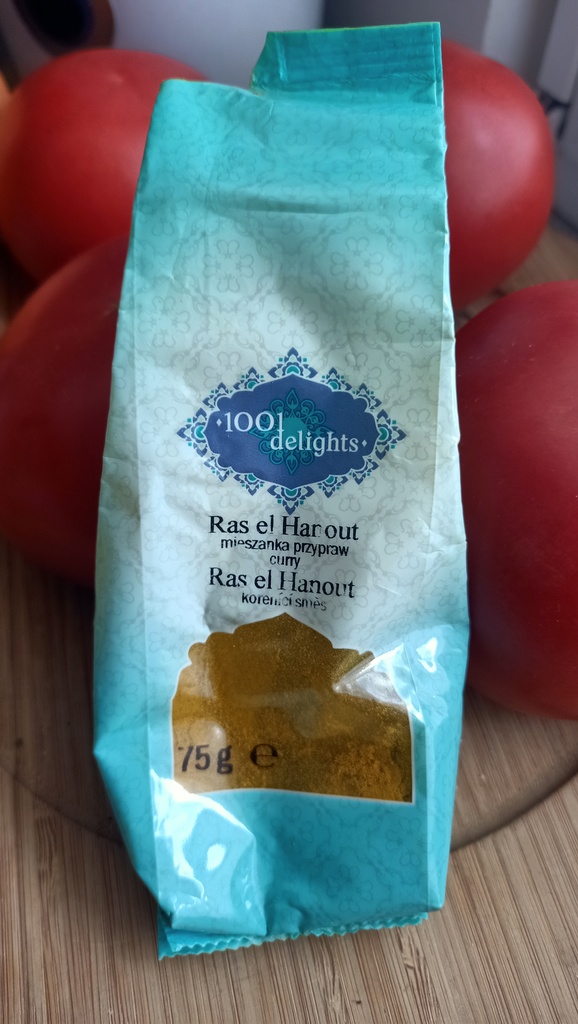 1001
delights
Ras el Hanout
mieszanka przypraw
curry
Ras el Hanout
kořenící směs
75g ℮